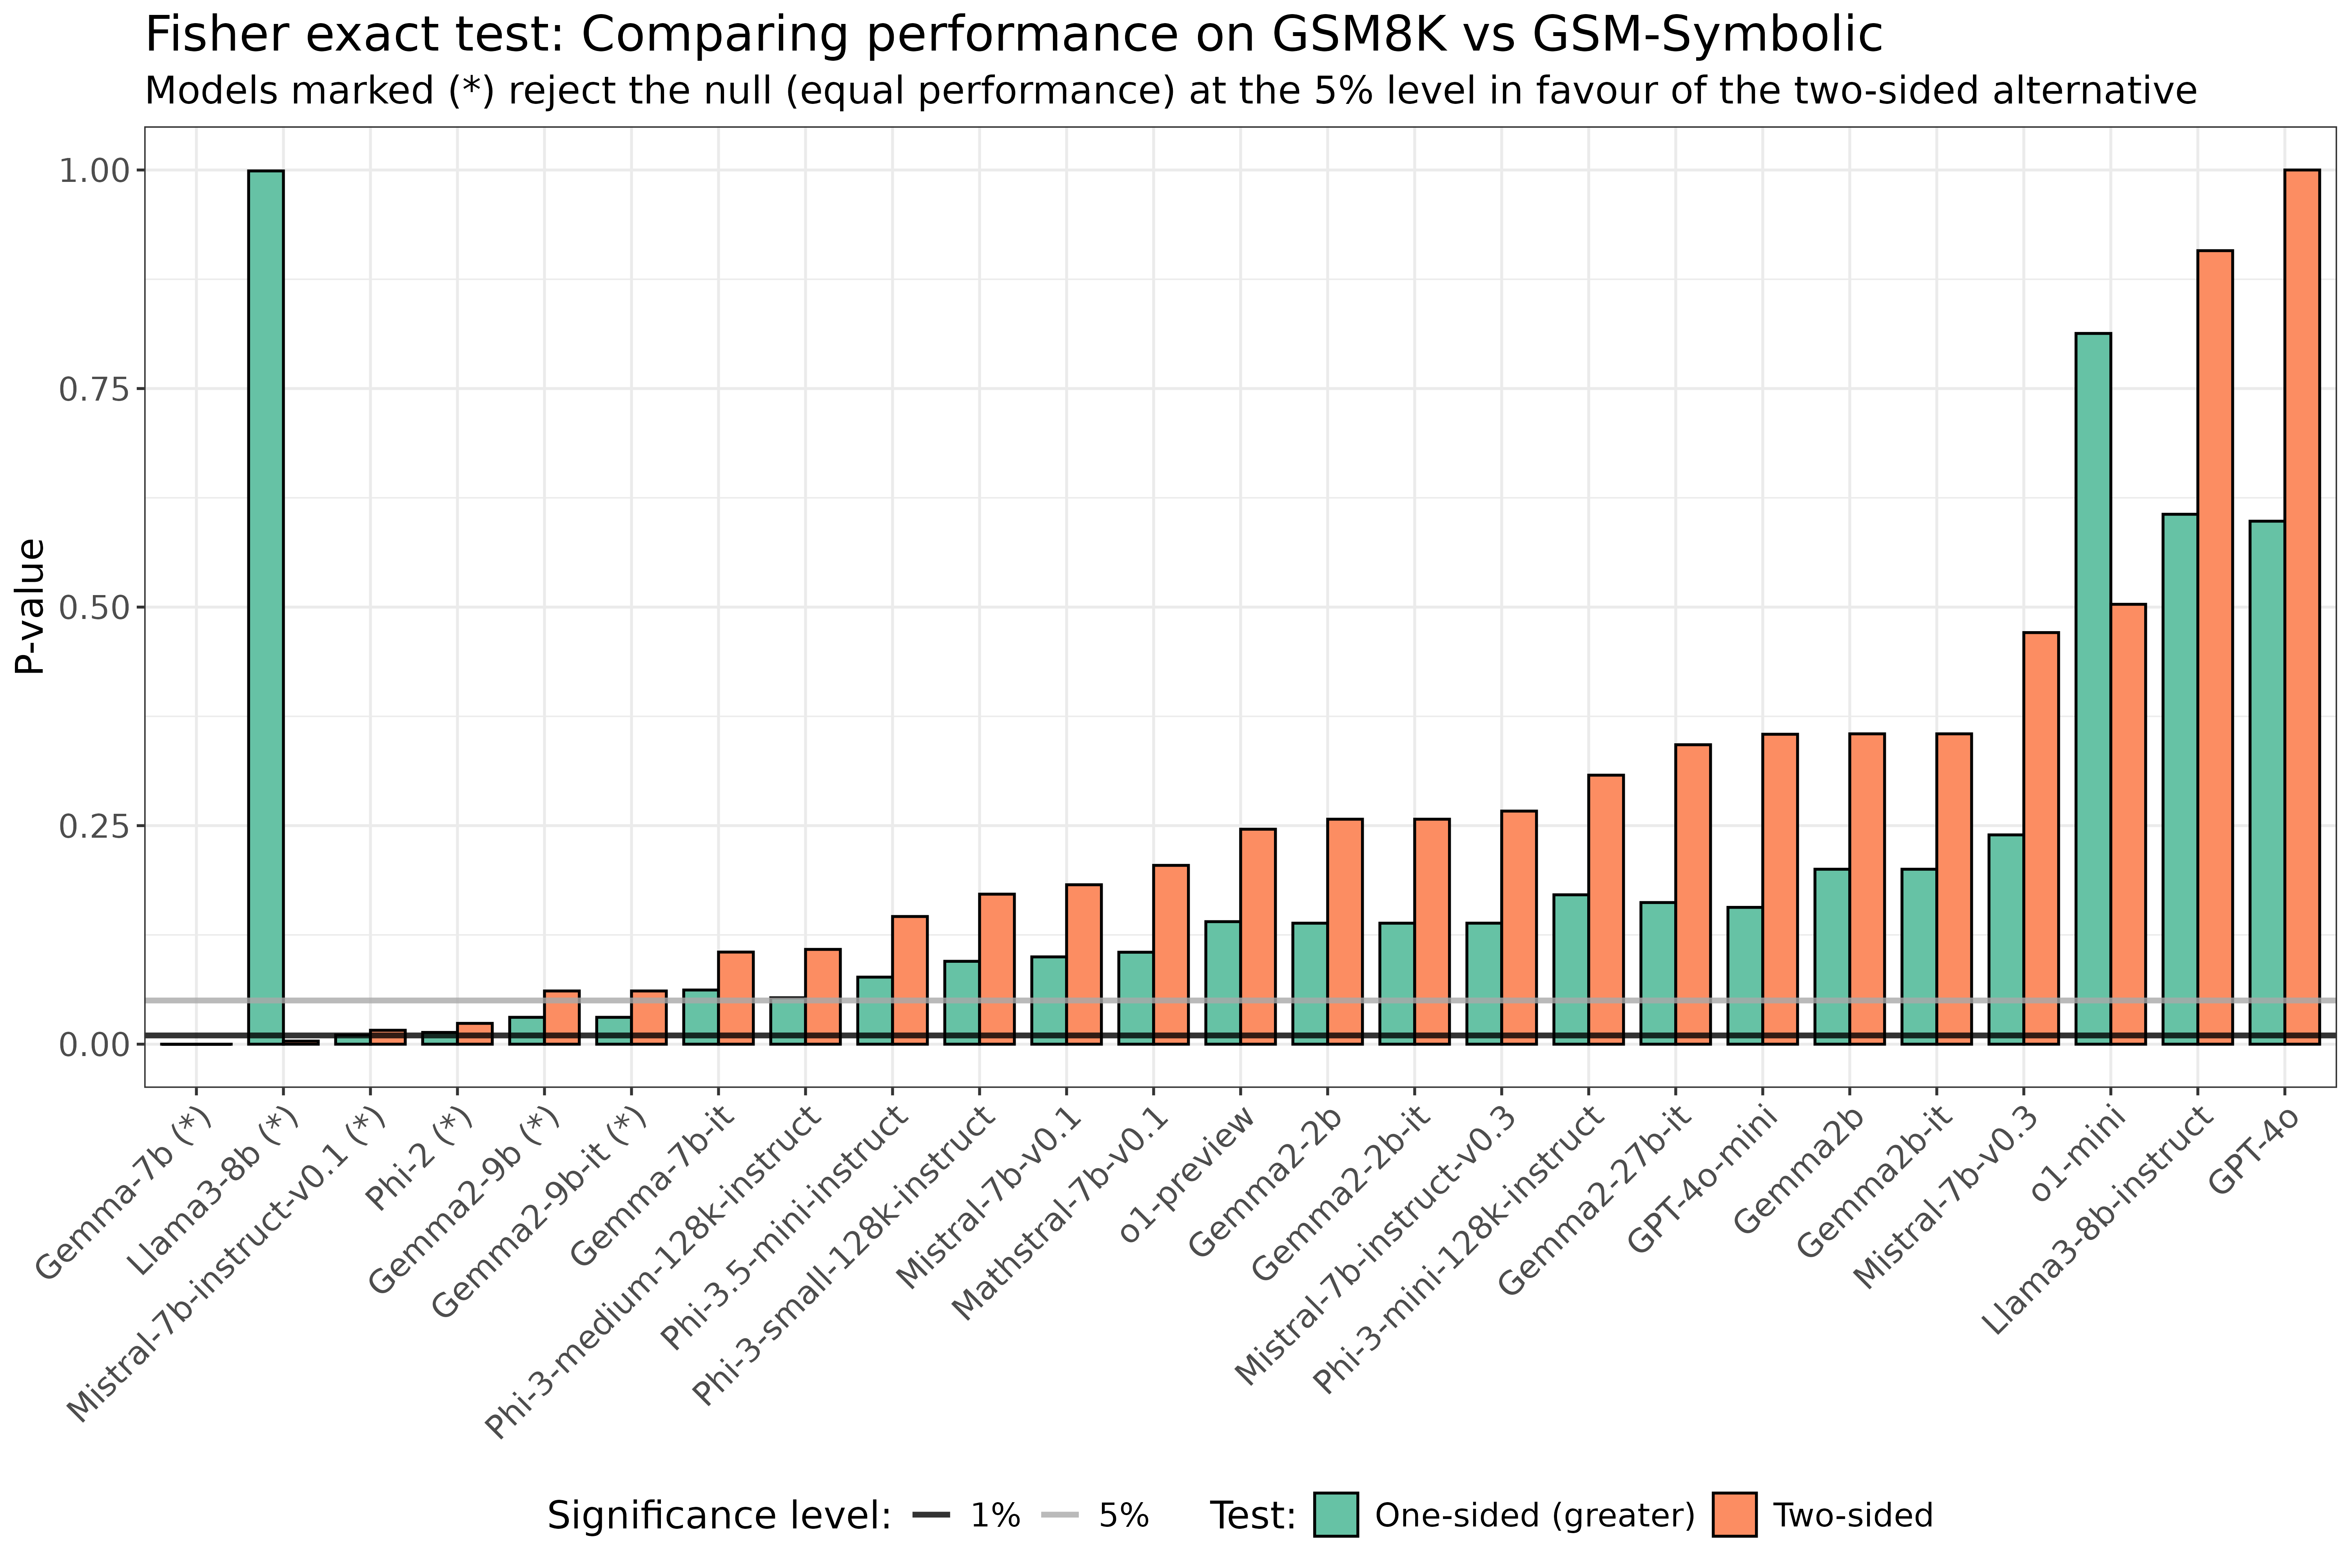 Fisher exact test: Comparing performance on GSM8K vs GSM-Symbolic
Models marked (*) reject the null (equal performance) at the 5% level in favour of the two-sided alternative
P-value
1.00
0.75
0.50
0.25
0.00
Gemma-7b (*)
Llama3-8b (*)
Mistral-7b-instruct-v0.1 (*)
Phi-2 (*)
Gemma2-9b (*)
Gemma2-9b-it (*)
Gemma-7b-it
Phi-3-medium-128k-instruct
Phi-3.5-mini-instruct
Phi-3-small-128k-instruct
Mistral-7b-v0.1
Mathstral-7b-v0.1
o1-preview
Gemma2-2b
Gemma2-2b-it
Mistral-7b-instruct-v0.3
Phi-3-mini-128k-instruct
Gemma2-27b-it
GPT-4o-mini
Gemma2b
Gemma2b-it
Mistral-7b-v0.3
o1-mini
Llama3-8b-instruct
GPT-4o
Significance level: 1% 5% Test: One-sided (greater) Two-sided